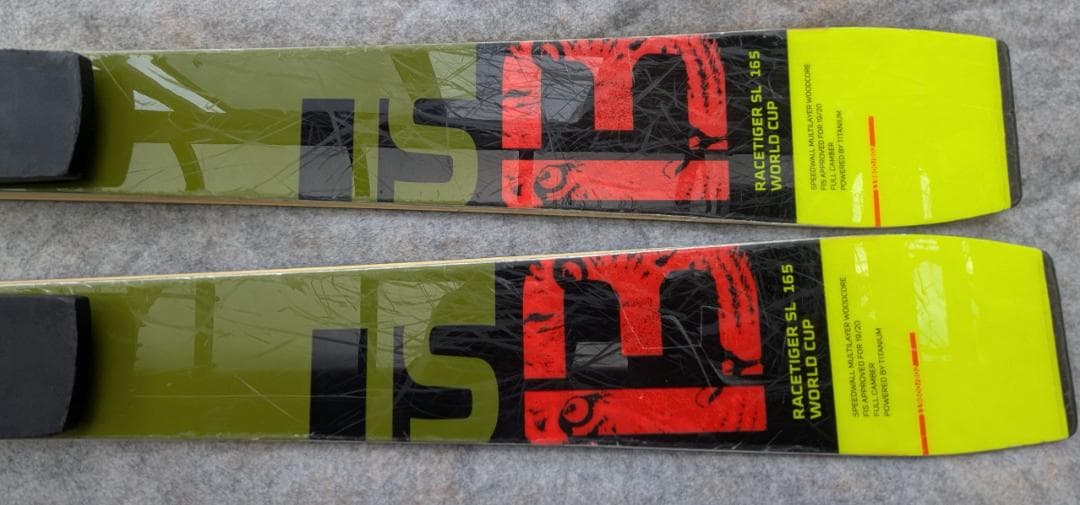 RACETIGER SL 165
WORLD CUP
SPEEDWALL MULTILAYER WOODCORE
FIS APPROVED FOR 19/20
FULL CAMBER
POWERED BY TITANIUM
RACETIGER SL 165
WORLD CUP
SPEEDWALL MULTILAYER WOODCORE
FIS APPROVED FOR 19/20
FULL CAMBER
POWERED BY TITANIUM